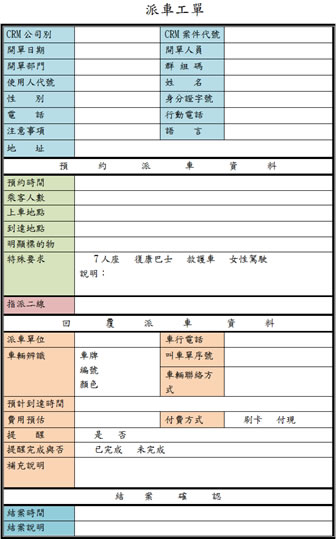 派車工單
CRM 公司別 CRM 案件代號
開單日期 開單人員
開單部門 群 組 碼
使用人代號 姓 名
性 別 身分證字號
電 話 行動電話
注意事項 語 言
地 址
預 約 派 車 資 料
預約時間
乘客人數
上車地點
到達地點
明顯標的物
特殊要求 7 人座 復康巴士 救護車 女性駕駛
說明：
指派二線
回 覆 派 車 資 料
派車單位 車行電話
車輛辨識 車牌 叫車單序號
編號
顏色 車輛聯絡方式
預計到達時間
費用預估 付費方式 刷卡 付現
提 醒 是 否
提醒完成與否 已完成 未完成
補充說明
結 案 確 認
結案時間
結案說明